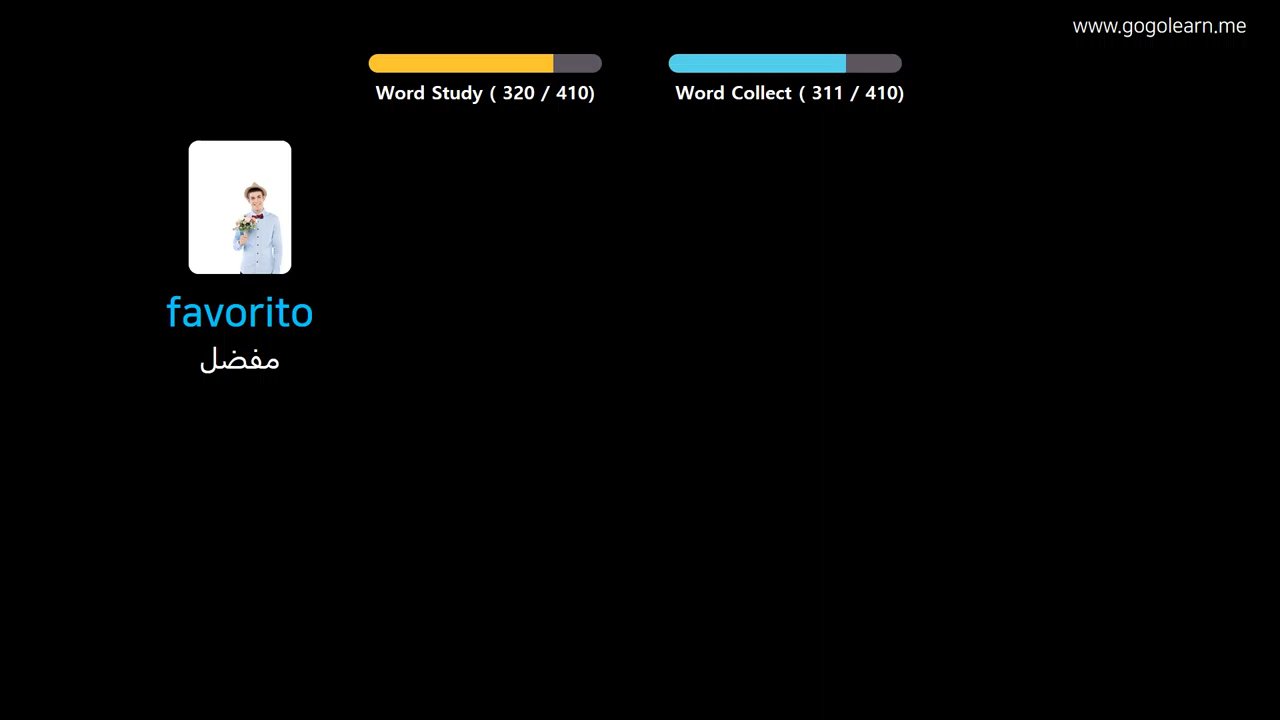 www.gogolearn.me
Word Study ( 320 / 410)
Word Collect ( 311 / 410)
favorito
مفضل